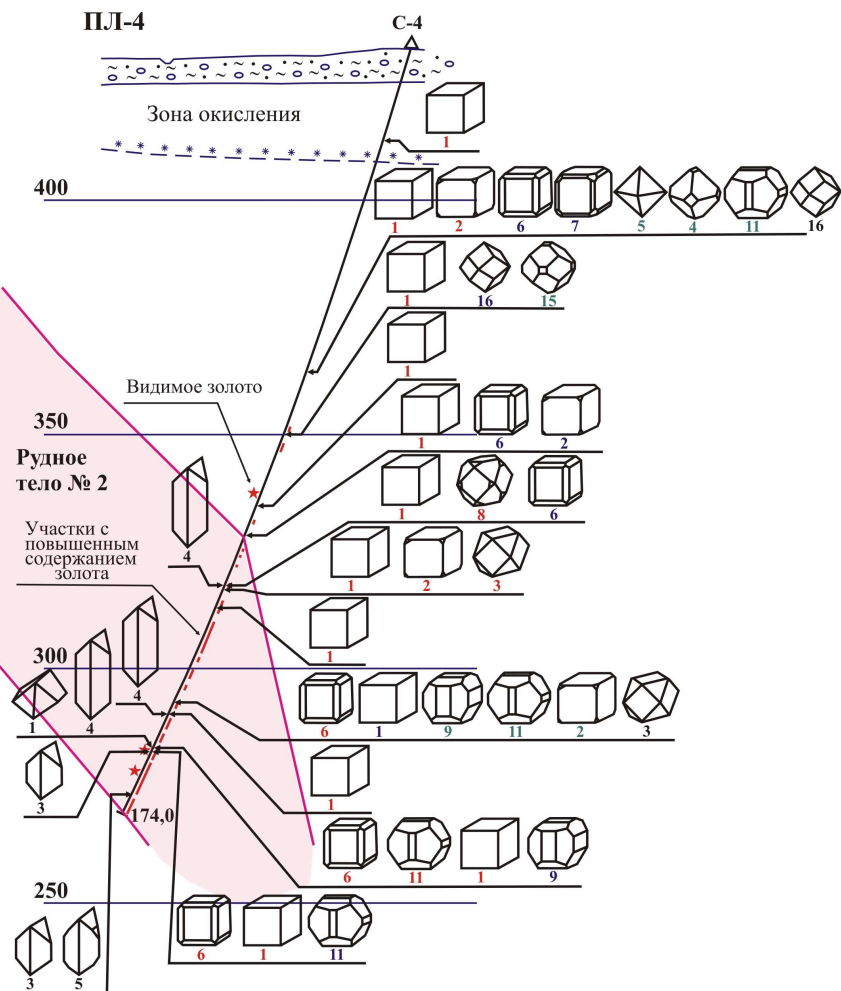 ПЛ-4
С-4
Зона окисления
1
400
1 2 6 7 5 4 11 16
1 16 15
1
Видимое золото
350
1 6 2
Рудное
тело № 2
1 8 6
4
Участки с
повышенным
содержанием
золота
1 2 3
1
300
4
1 4
6 1 9 11 2 3
3
1
174,0
6 11 1 9
250
6 1 11
3 5